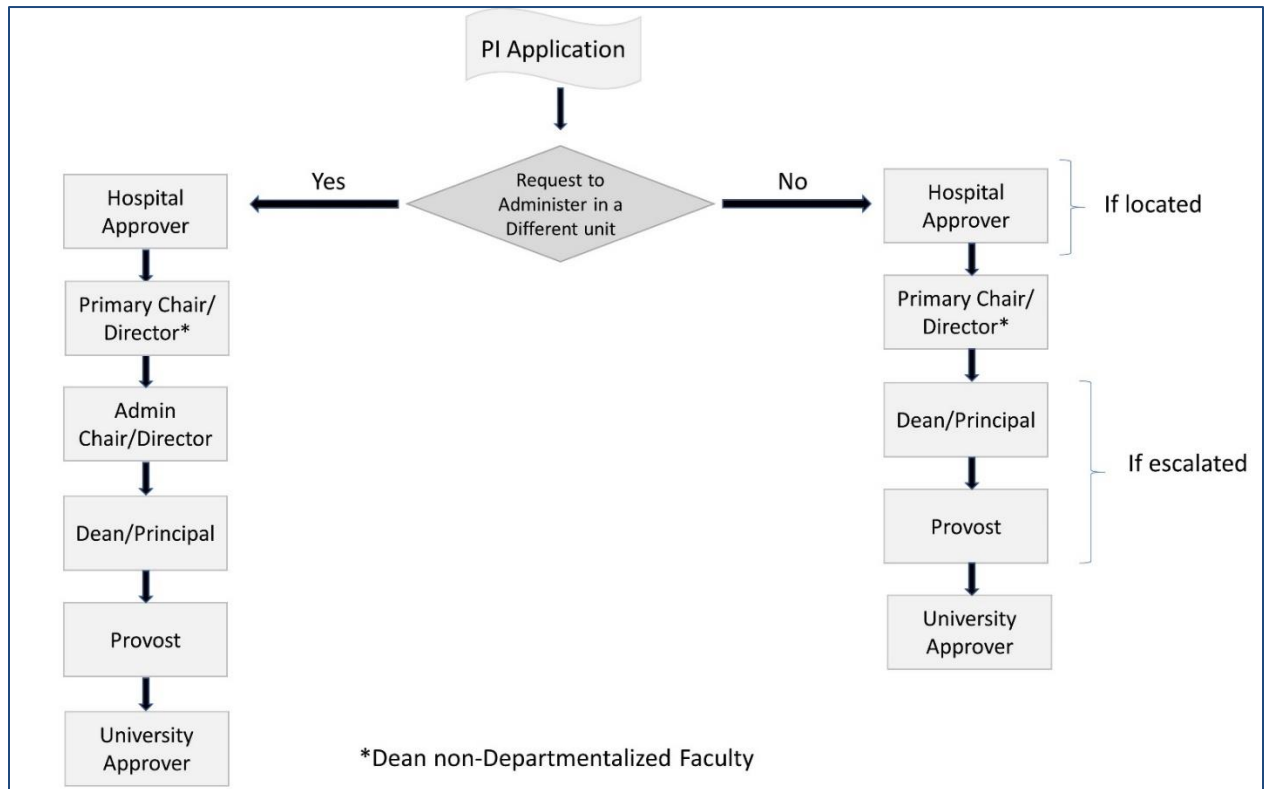 PI Application
Request to
Administer in a
Different unit
Yes
No
Hospital
Approver
Primary Chair/
Director*
Admin
Chair/Director
Dean/Principal
Provost
University
Approver
Hospital
Approver
If located
Primary Chair/
Director*
Dean/Principal
Provost
If escalated
University
Approver
*Dean non-Departmentalized Faculty